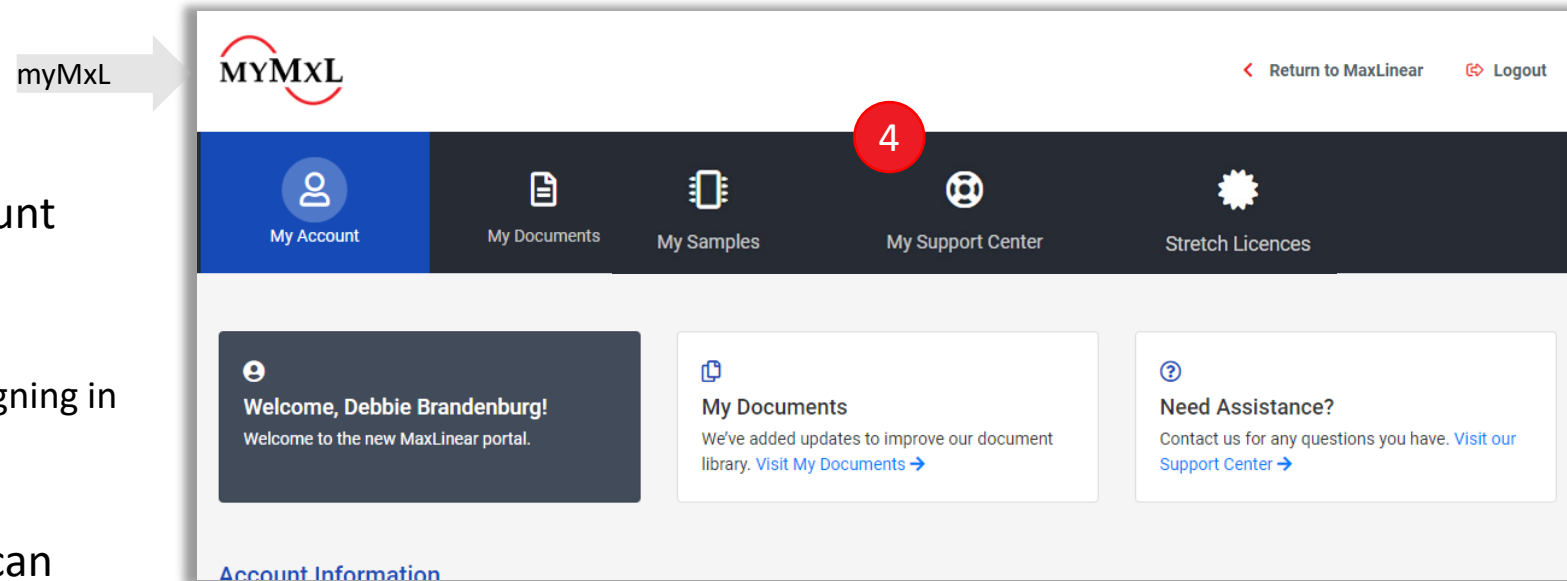 myMxL
MYMXL
Return to MaxLinear
Logout
4
My Account
My Documents
My Samples
My Support Center
Stretch Licences
unt
gning in
can
Welcome, Debbie Brandenburg!
Welcome to the new MaxLinear portal.
My Documents
We've added updates to improve our document
library. Visit My Documents →
Need Assistance?
Contact us for any questions you have. Visit our
Support Center →
Account Information